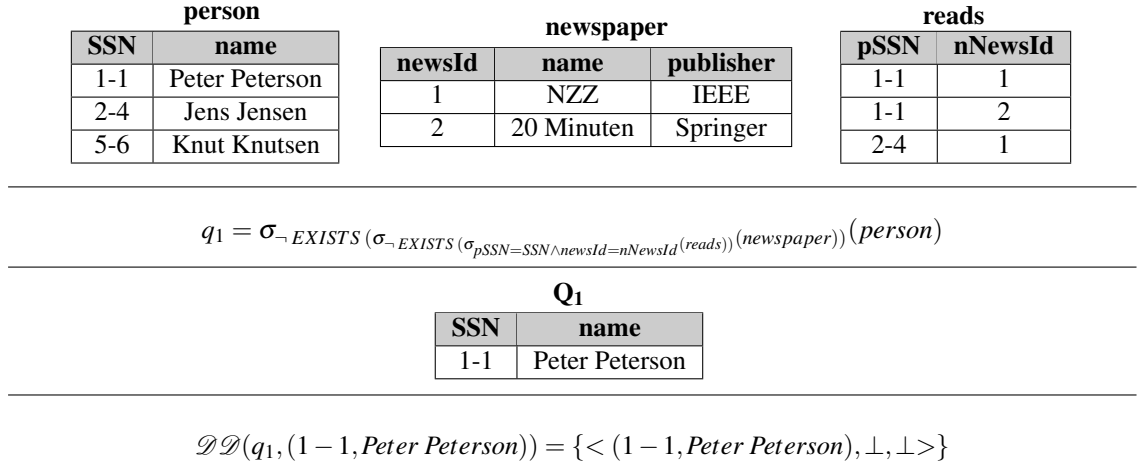 person
SSN name
1-1 Peter Peterson
2-4 Jens Jensen
5-6 Knut Knutsen
newspaper
newsId name publisher
1 NZZ IEEE
2 20 Minuten Springer
reads
pSSN nNewsId
1-1 1
1-1 2
2-4 1
q₁ = σ¬ EXISTS (σ¬ EXISTS (σpSSN=SSN∧newsId=nNewsId(reads))(newspaper))(person)
Q₁
SSN name
1-1 Peter Peterson
𝒟𝒟(q₁,(1−1,Peter Peterson)) = {< (1−1,Peter Peterson),⊥,⊥>}